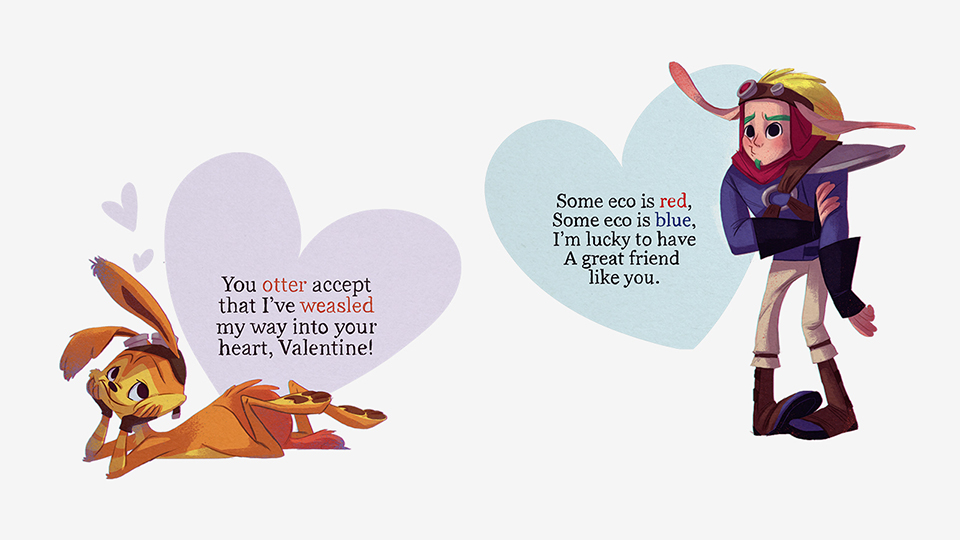 You otter accept
that I've weasled
my way into your
heart, Valentine!
Some eco is red,
Some eco is blue,
I'm lucky to have
A great friend
like you.